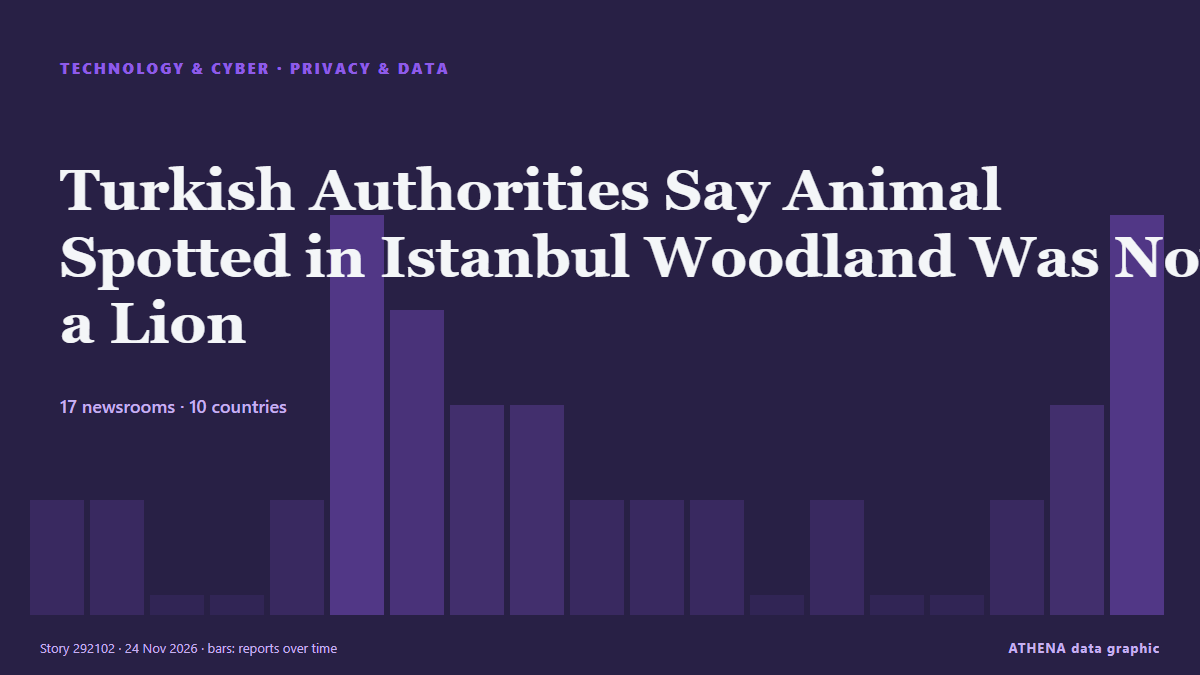 TECHNOLOGY & CYBER · PRIVACY & DATA
Turkish Authorities Say Animal
Spotted in Istanbul Woodland Was No
a Lion
17 newsrooms · 10 countries
Story 292102 · 24 Nov 2026 · bars: reports over time
ATHENA data graphic